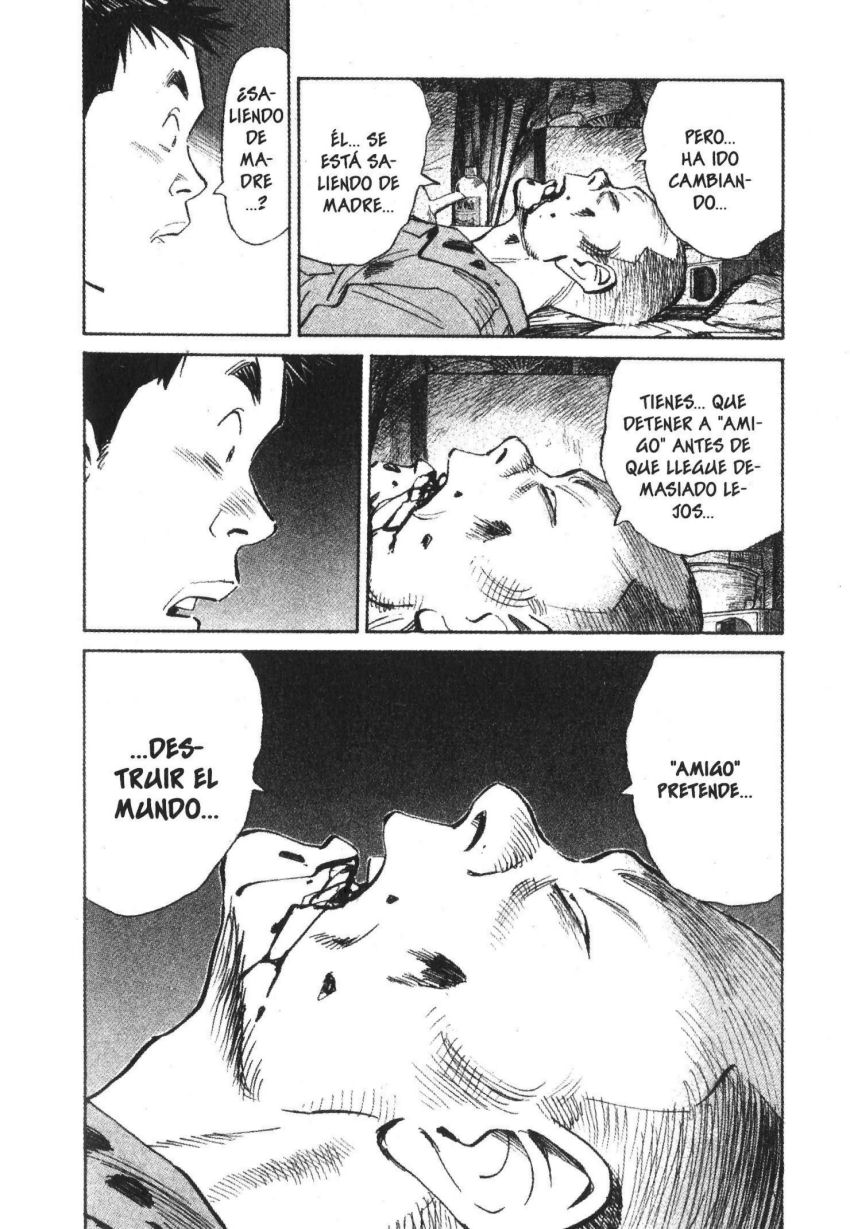 PERO...
HA IDO
CAMBIAN-
DO...
ÉL... SE
ESTÁ SA-
LIENDO DE
MADRE...
¿SA-
LIENDO
DE
MA-
DRE
...?
TIENES... QUE
DETENER A "AMI-
GO" ANTES DE
QUE LLEGUE DE-
MASIADO LE-
JOS...
"AMIGO"
PRETENDE...
...DES-
TRUIR EL
MUNDO...